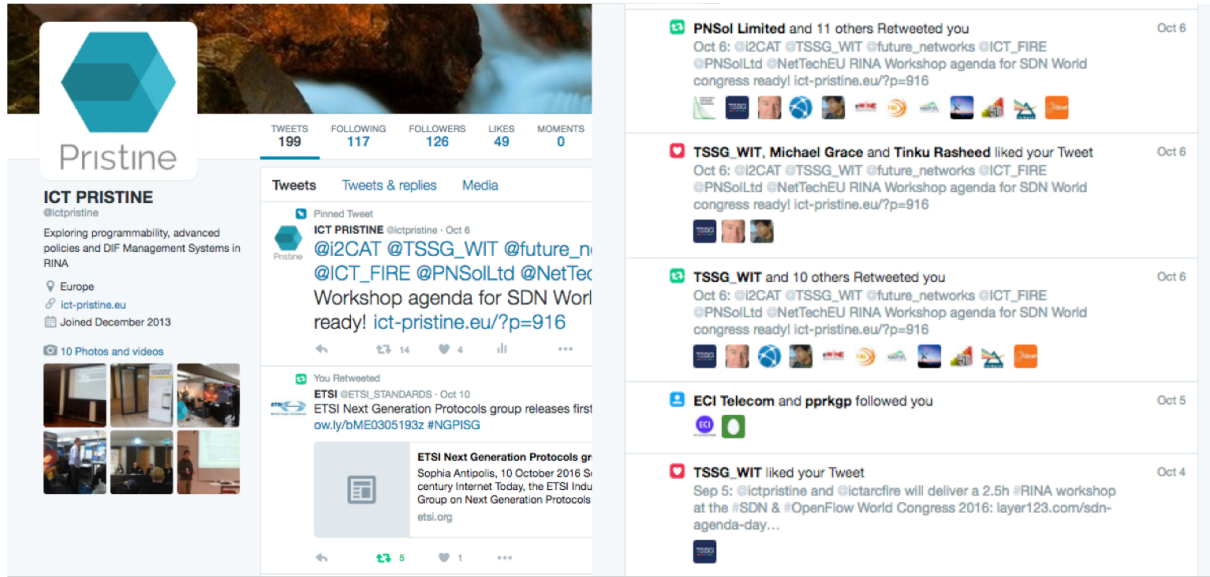 Pristine
ICT PRISTINE
@ictpristine
Exploring programmability, advanced
policies and DIF Management Systems in
RINA
Europe
ict-pristine.eu
Joined December 2013
10 Photos and videos
TWEETS FOLLOWING FOLLOWERS LIKES MOMENTS
199 117 126 49 0
Tweets Tweets & replies Media
Pinned Tweet
ICT PRISTINE @ictpristine · Oct 6
Pristine
@i2CAT @TSSG_WIT @future_n
@ICT_FIRE @PNSolLtd @NetTec
Workshop agenda for SDN Worl
ready! ict-pristine.eu/?p=916
14 4
You Retweeted
ETSI @ETSI_STANDARDS · Oct 10
ETSI Next Generation Protocols group releases first
ow.ly/bME0305193z #NGPISG
ETSI Next Generation Protocols gr
Sophia Antipolis, 10 October 2016 S
century Internet Today, the ETSI Indu
Group on Next Generation Protocols
etsi.org
5 1
PNSol Limited and 11 others Retweeted you Oct 6
Oct 6: @i2CAT @TSSG_WIT @future_networks @ICT_FIRE
@PNSolLtd @NetTechEU RINA Workshop agenda for SDN World
congress ready! ict-pristine.eu/?p=916
TSSG_WIT, Michael Grace and Tinku Rasheed liked your Tweet Oct 6
Oct 6: @i2CAT @TSSG_WIT @future_networks @ICT_FIRE
@PNSolLtd @NetTechEU RINA Workshop agenda for SDN World
congress ready! ict-pristine.eu/?p=916
TSSG_WIT and 10 others Retweeted you Oct 6
Oct 6: @i2CAT @TSSG_WIT @future_networks @ICT_FIRE
@PNSolLtd @NetTechEU RINA Workshop agenda for SDN World
congress ready! ict-pristine.eu/?p=916
ECI Telecom and pprkgp followed you Oct 5
ECI
TSSG_WIT liked your Tweet Oct 4
Sep 5: @ictpristine and @ictarcfire will deliver a 2.5h #RINA workshop
at the #SDN & #OpenFlow World Congress 2016: layer123.com/sdn-
agenda-day…
TSSG